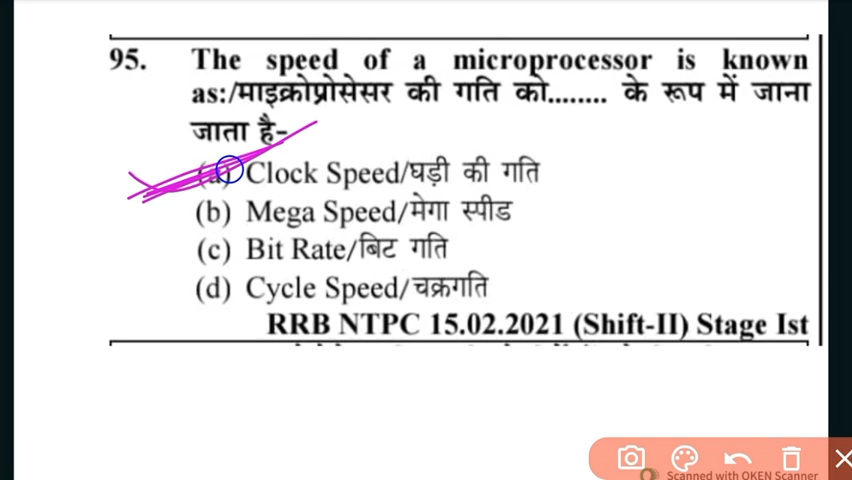 95. The speed of a microprocessor is known
as:/माइक्रोप्रोसेसर की गति को........ के रूप में जाना
जाता है-
(a) Clock Speed/घड़ी की गति
(b) Mega Speed/मेगा स्पीड
(c) Bit Rate/बिट गति
(d) Cycle Speed/चक्रगति
RRB NTPC 15.02.2021 (Shift-II) Stage Ist
Scanned with OKEN Scanner